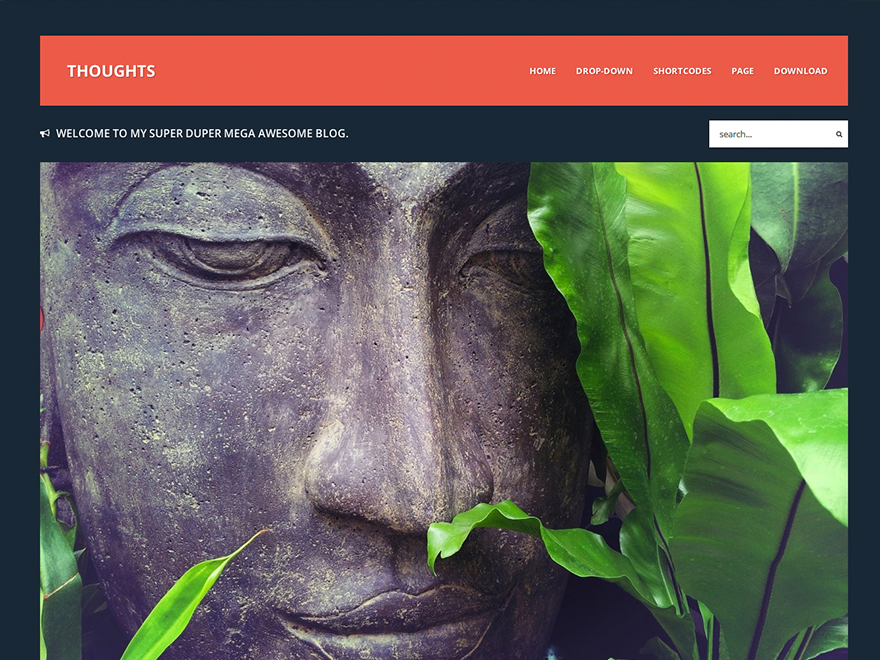 THOUGHTS
HOME DROP-DOWN SHORTCODES PAGE DOWNLOAD
WELCOME TO MY SUPER DUPER MEGA AWESOME BLOG.
search...